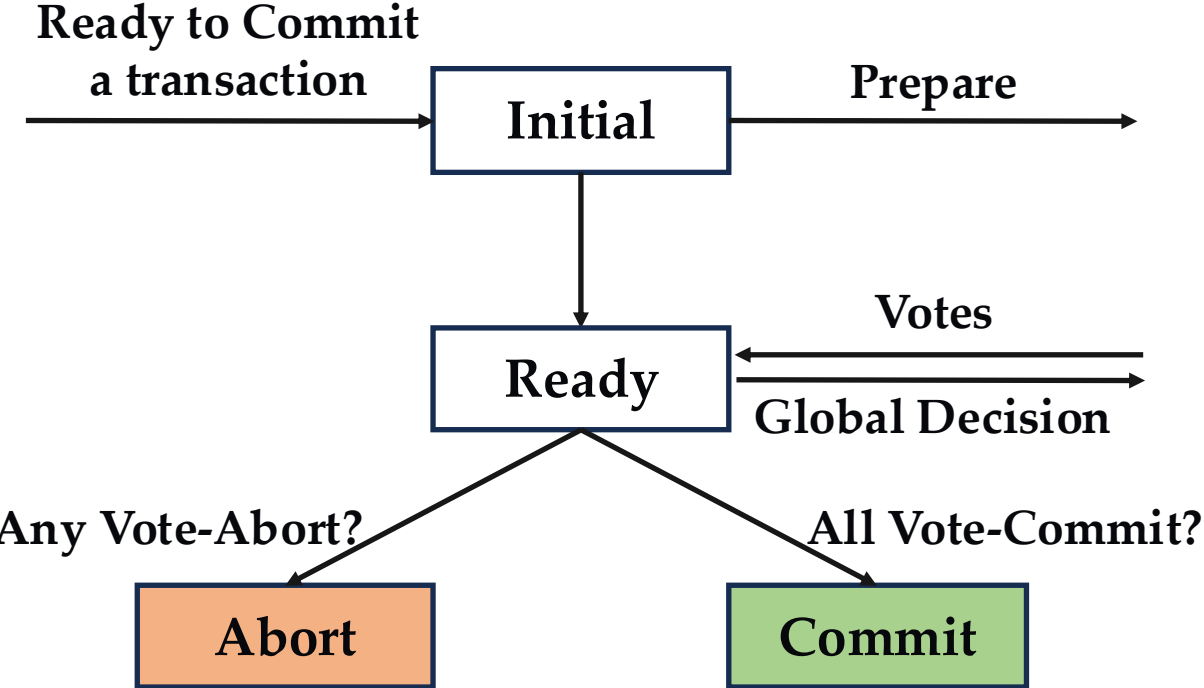 Ready to Commit
a transaction
Initial
Prepare
Votes
Ready
Global Decision
Any Vote-Abort?
All Vote-Commit?
Abort
Commit